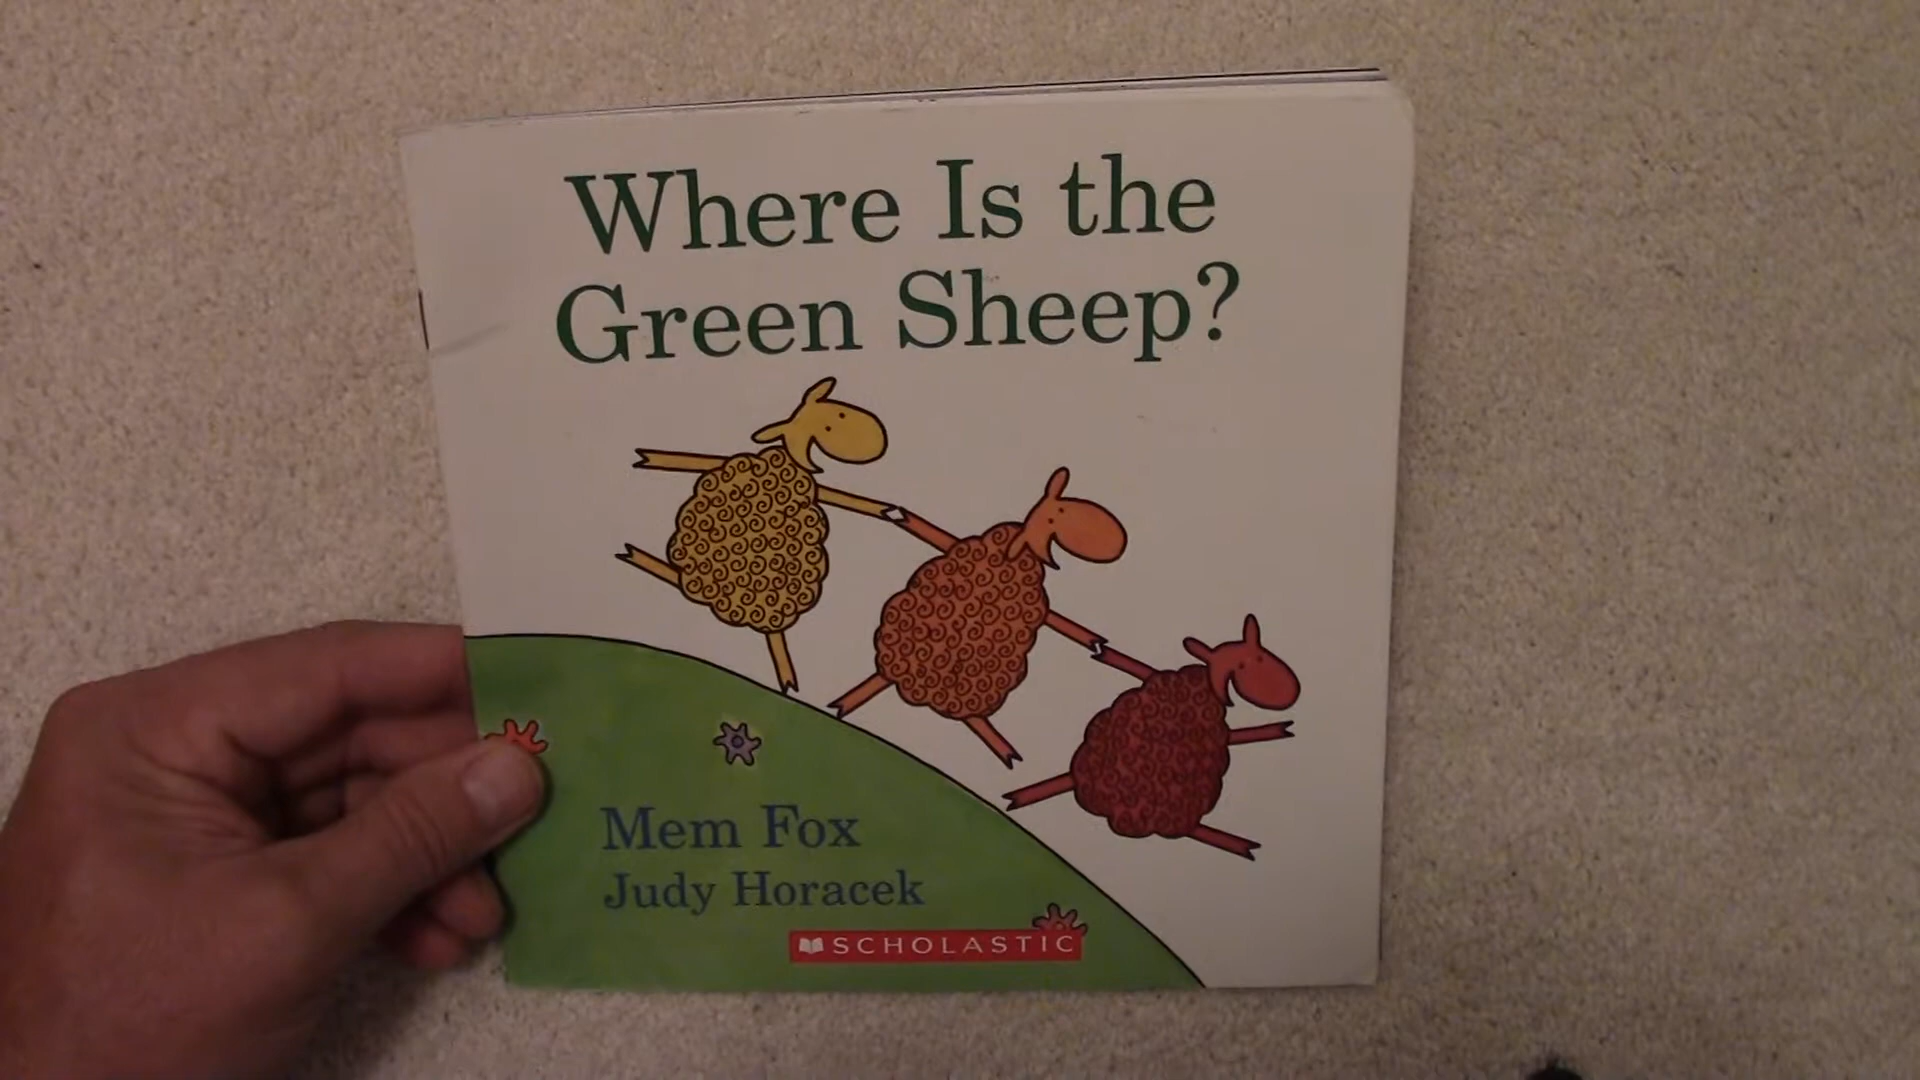 Where Is the
Green Sheep?
Mem Fox
Judy Horacek
SCHOLASTIC